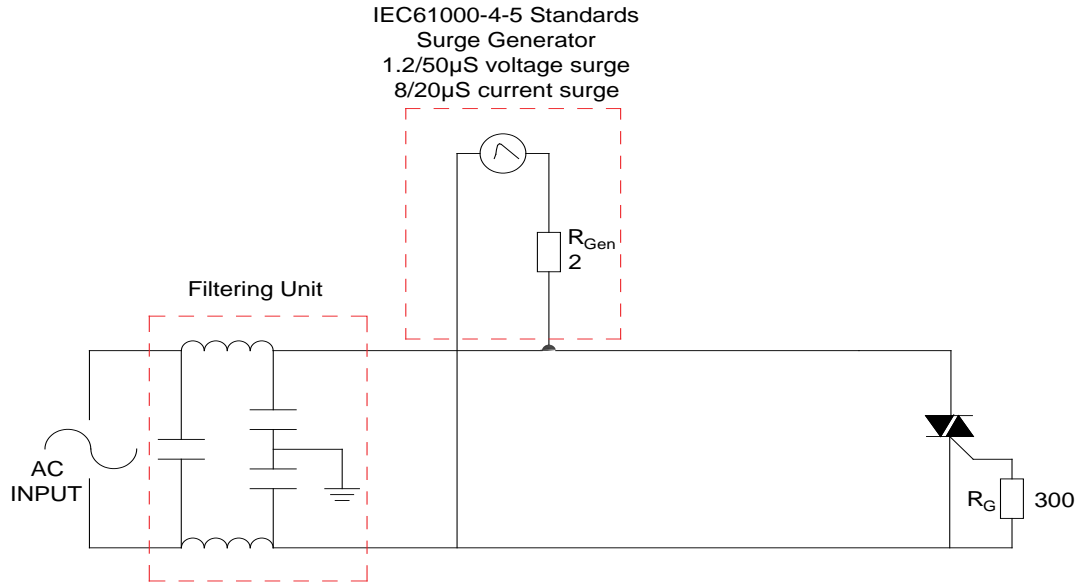 IEC61000-4-5 Standards
Surge Generator
1.2/50µS voltage surge
8/20µS current surge
RGen
2
Filtering Unit
AC
INPUT
RG
300